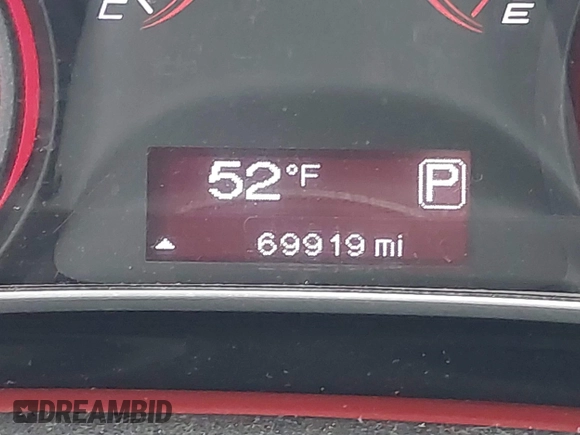 C E
52°F P
69919 mi
DREAMBID